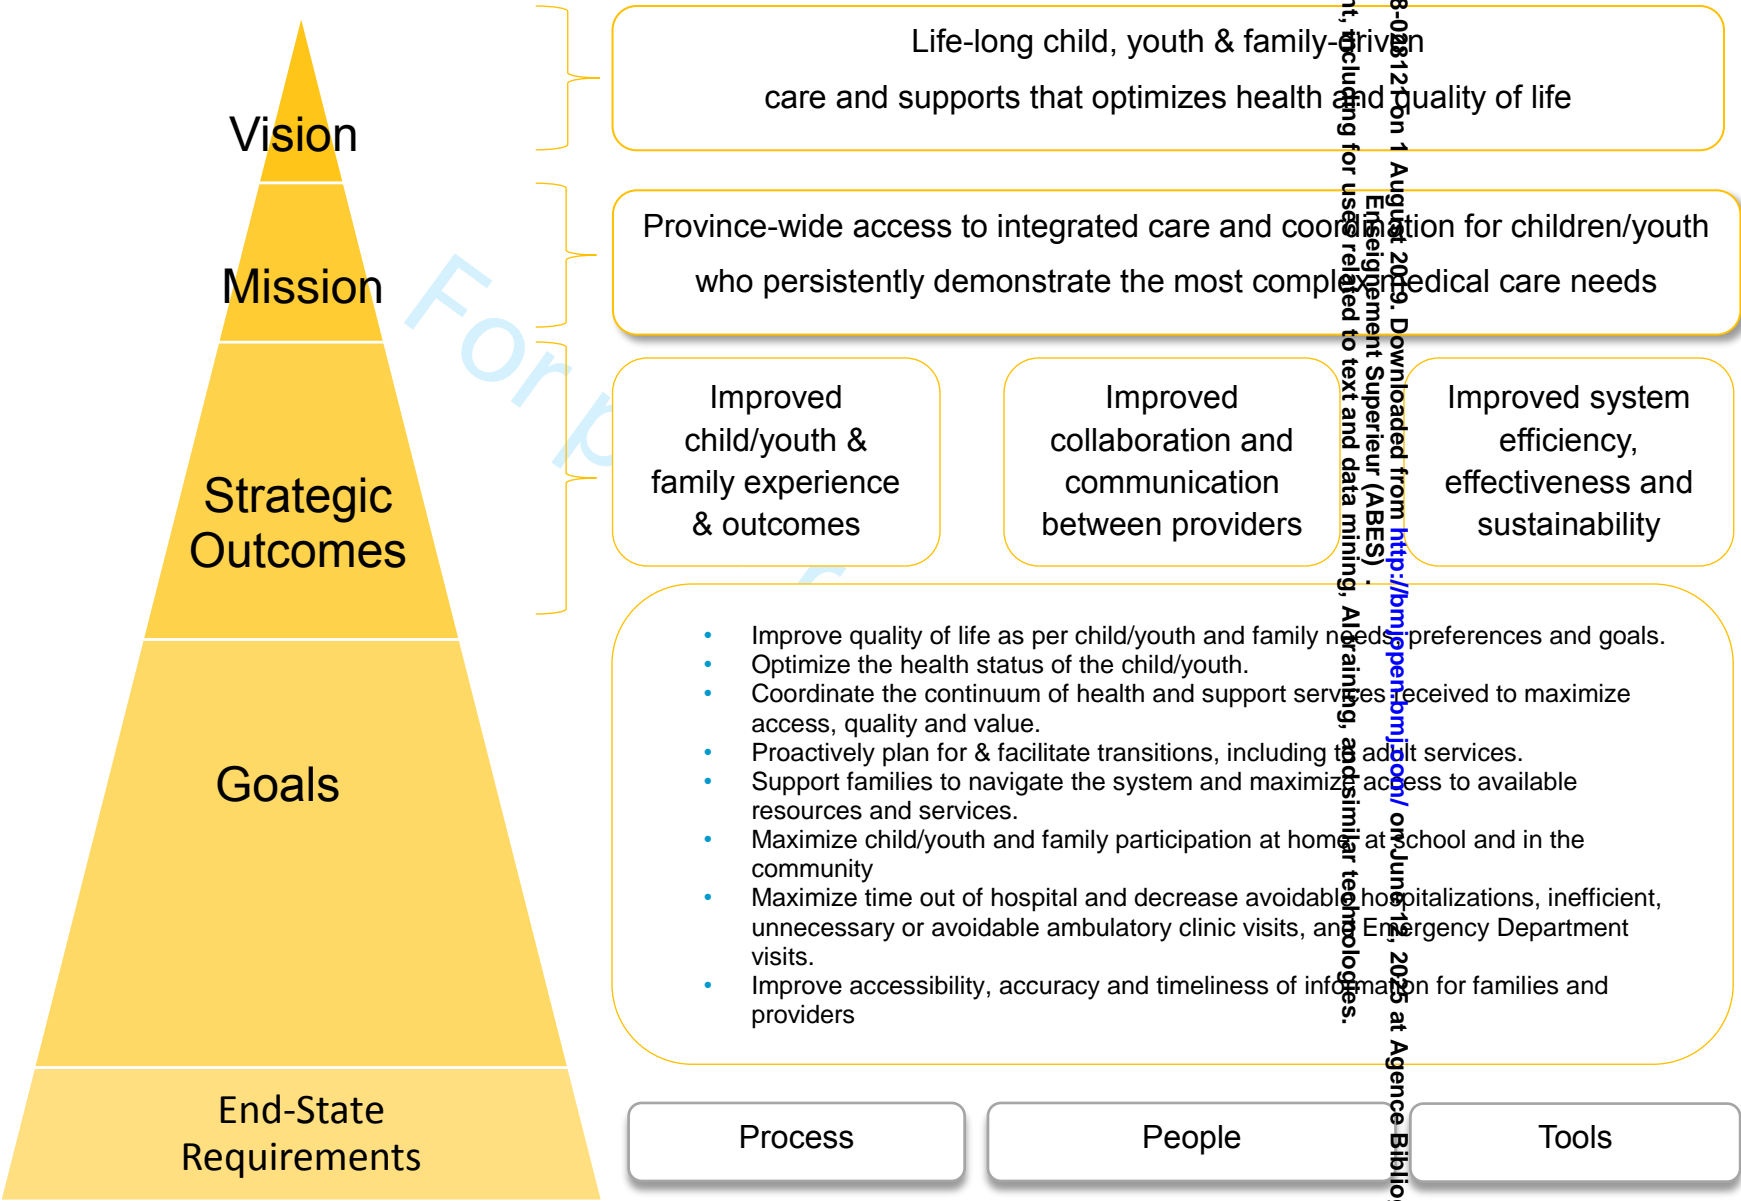 Vision
Life-long child, youth & family-driven
care and supports that optimizes health and quality of life
Mission
Province-wide access to integrated care and coordination for children/youth
who persistently demonstrate the most complex medical care needs
Strategic
Outcomes
Improved
child/youth &
family experience
& outcomes
Improved
collaboration and
communication
between providers
Improved system
efficiency,
effectiveness and
sustainability
Goals
• Improve quality of life as per child/youth and family needs, preferences and goals.
• Optimize the health status of the child/youth.
• Coordinate the continuum of health and support services received to maximize
access, quality and value.
• Proactively plan for & facilitate transitions, including to adult services.
• Support families to navigate the system and maximize access to available
resources and services.
• Maximize child/youth and family participation at home, at school and in the
community
• Maximize time out of hospital and decrease avoidable hospitalizations, inefficient,
unnecessary or avoidable ambulatory clinic visits, and Emergency Department
visits.
• Improve accessibility, accuracy and timeliness of information for families and
providers
End-State
Requirements
Process
People
Tools
For
8-028121 on 1 August 2019. Downloaded from http://bmjopen.bmj.com/ on June 12, 2025 at Agence
Enseignement Superieur (ABES) .
including for uses related to text and data mining, AI training, and similar technologies.